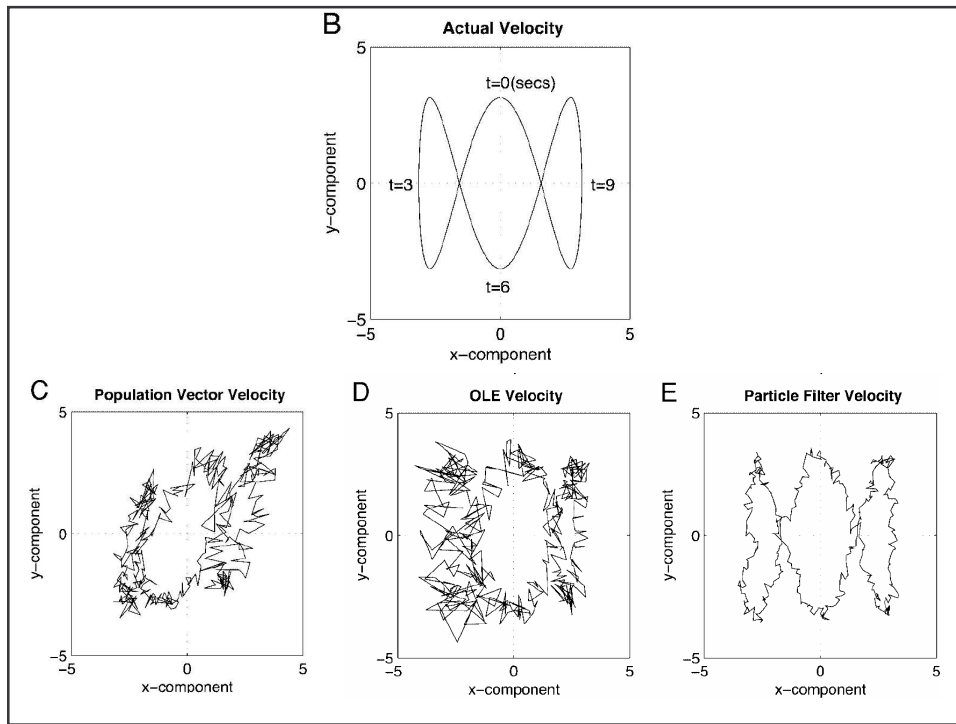 B
Actual Velocity
5
t=0(secs)
y-component
0
t=3
t=9
t=6
-5
-5 0 5
x-component
C
Population Vector Velocity
5
y-component
0
-5
-5 0 5
x-component
D
OLE Velocity
5
y-component
0
-5
-5 0 5
x-component
E
Particle Filter Velocity
5
y-component
0
-5
-5 0 5
x-component